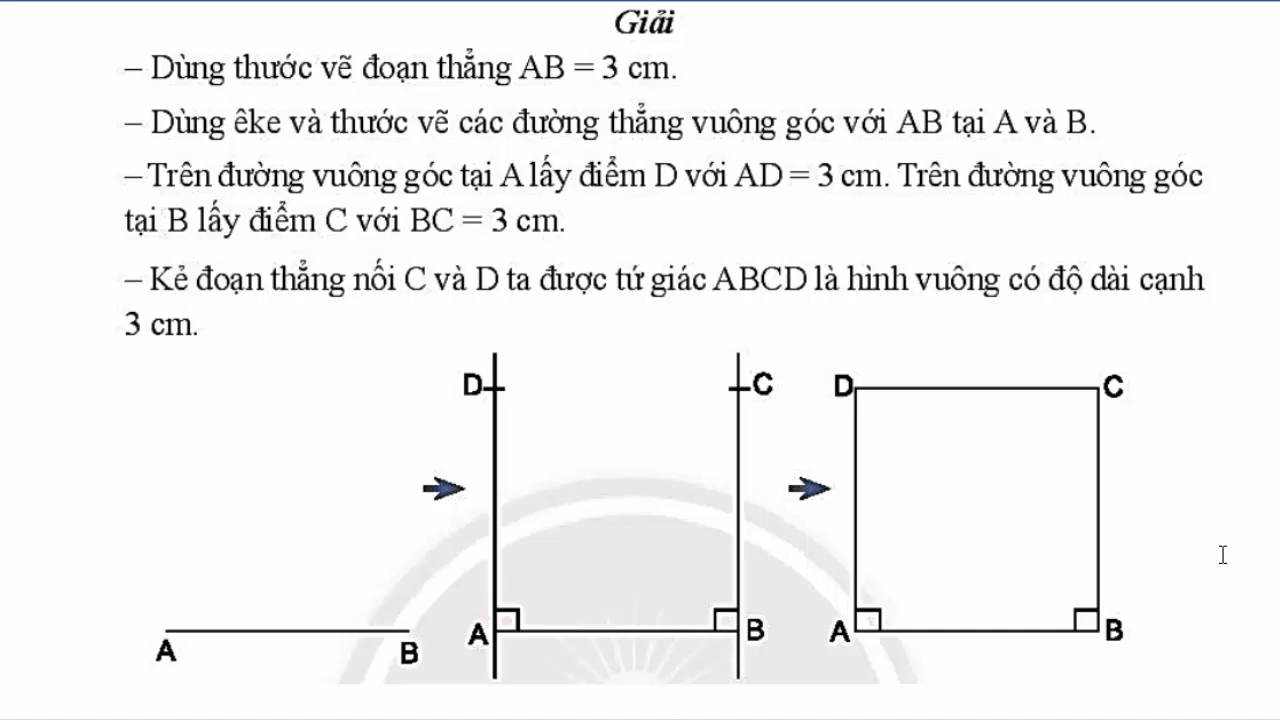 Giải
– Dùng thước vẽ đoạn thẳng AB = 3 cm.
– Dùng êke và thước vẽ các đường thẳng vuông góc với AB tại A và B.
– Trên đường vuông góc tại A lấy điểm D với AD = 3 cm. Trên đường vuông góc
tại B lấy điểm C với BC = 3 cm.
– Kẻ đoạn thẳng nối C và D ta được tứ giác ABCD là hình vuông có độ dài cạnh
3 cm.
D C D C
A B A B A B